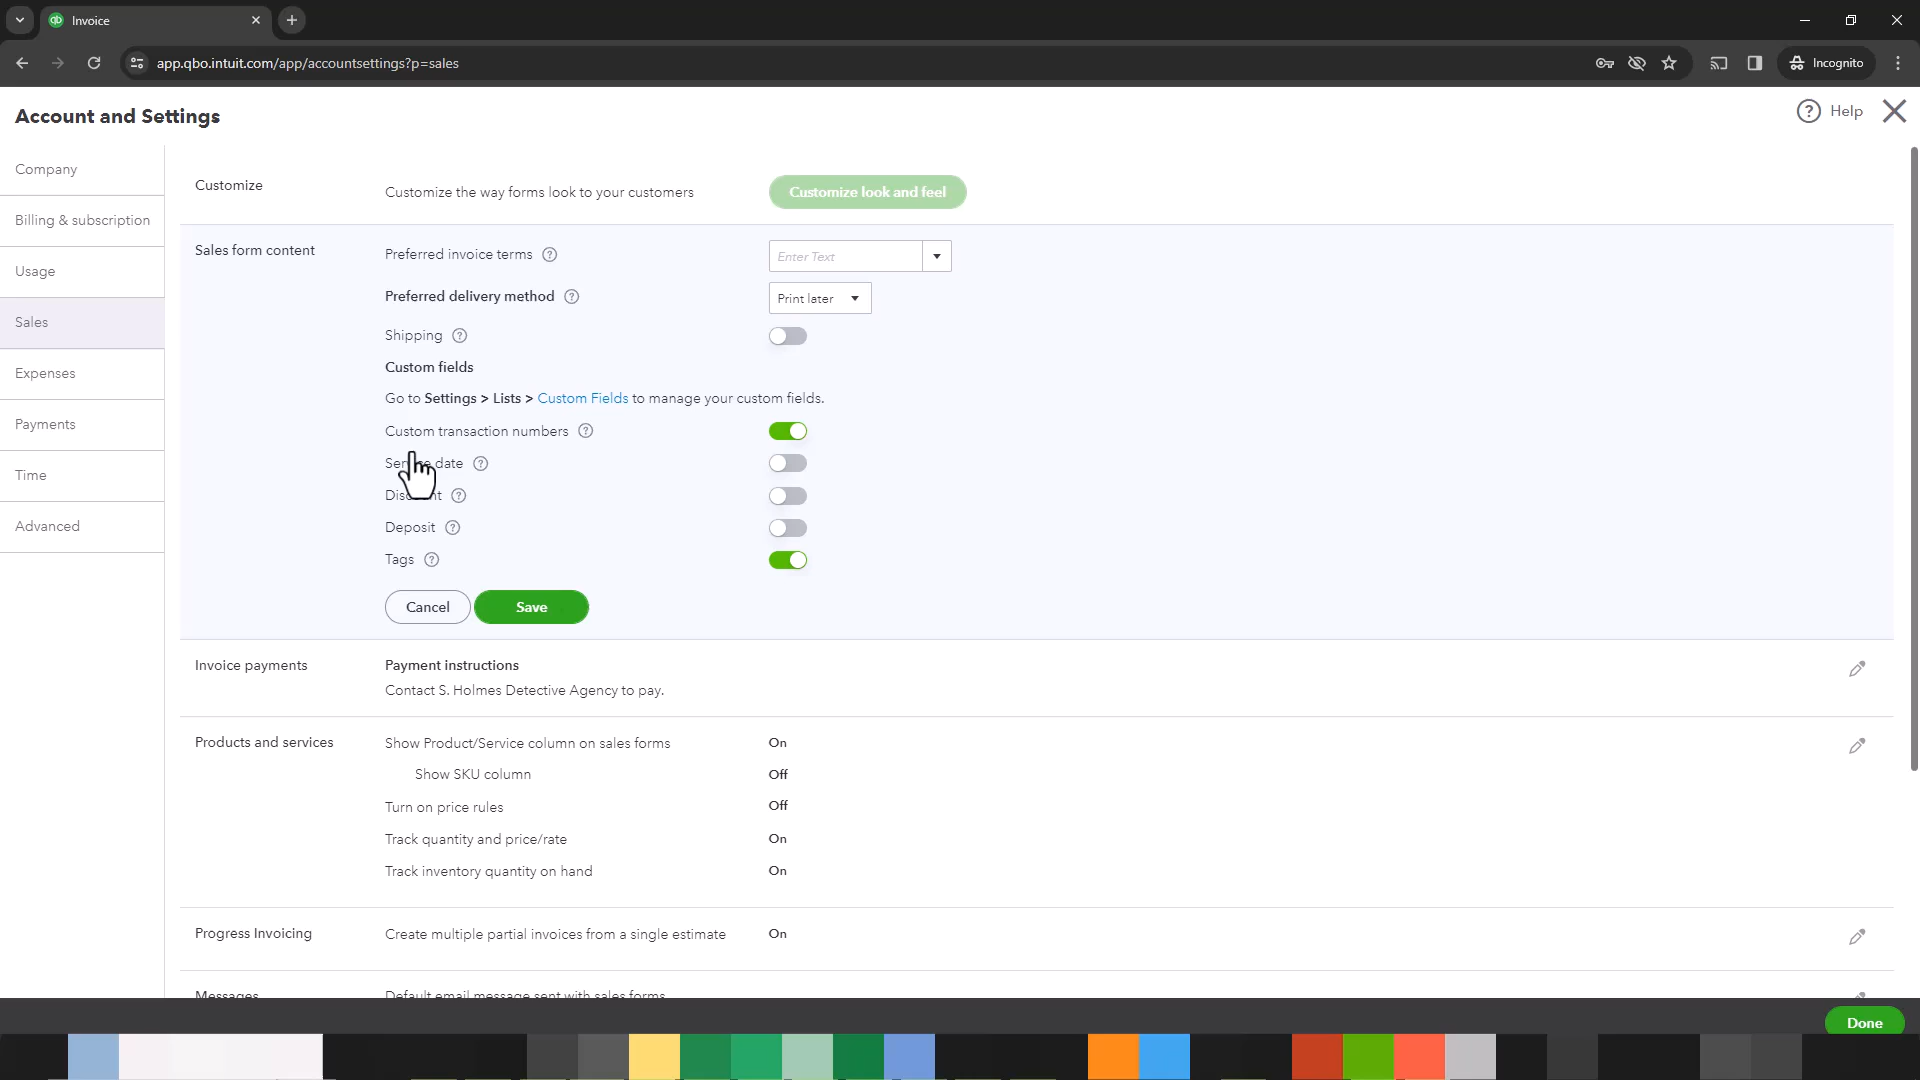 Invoice
app.qbo.intuit.com/app/accountsettings?p=sales
Incognito
Account and Settings
Help
Company
Billing & subscription
Usage
Sales
Expenses
Payments
Time
Advanced
Customize
Customize the way forms look to your customers
Customize look and feel
Sales form content
Preferred invoice terms
Enter Text
Preferred delivery method
Print later
Shipping
Custom fields
Go to Settings > Lists > Custom Fields to manage your custom fields.
Custom transaction numbers
Service date
Discount
Deposit
Tags
Cancel
Save
Invoice payments
Payment instructions
Contact S. Holmes Detective Agency to pay.
Products and services
Show Product/Service column on sales forms
On
Show SKU column
Off
Turn on price rules
Off
Track quantity and price/rate
On
Track inventory quantity on hand
On
Progress Invoicing
Create multiple partial invoices from a single estimate
On
Messages
Default email message sent with sales forms
Done